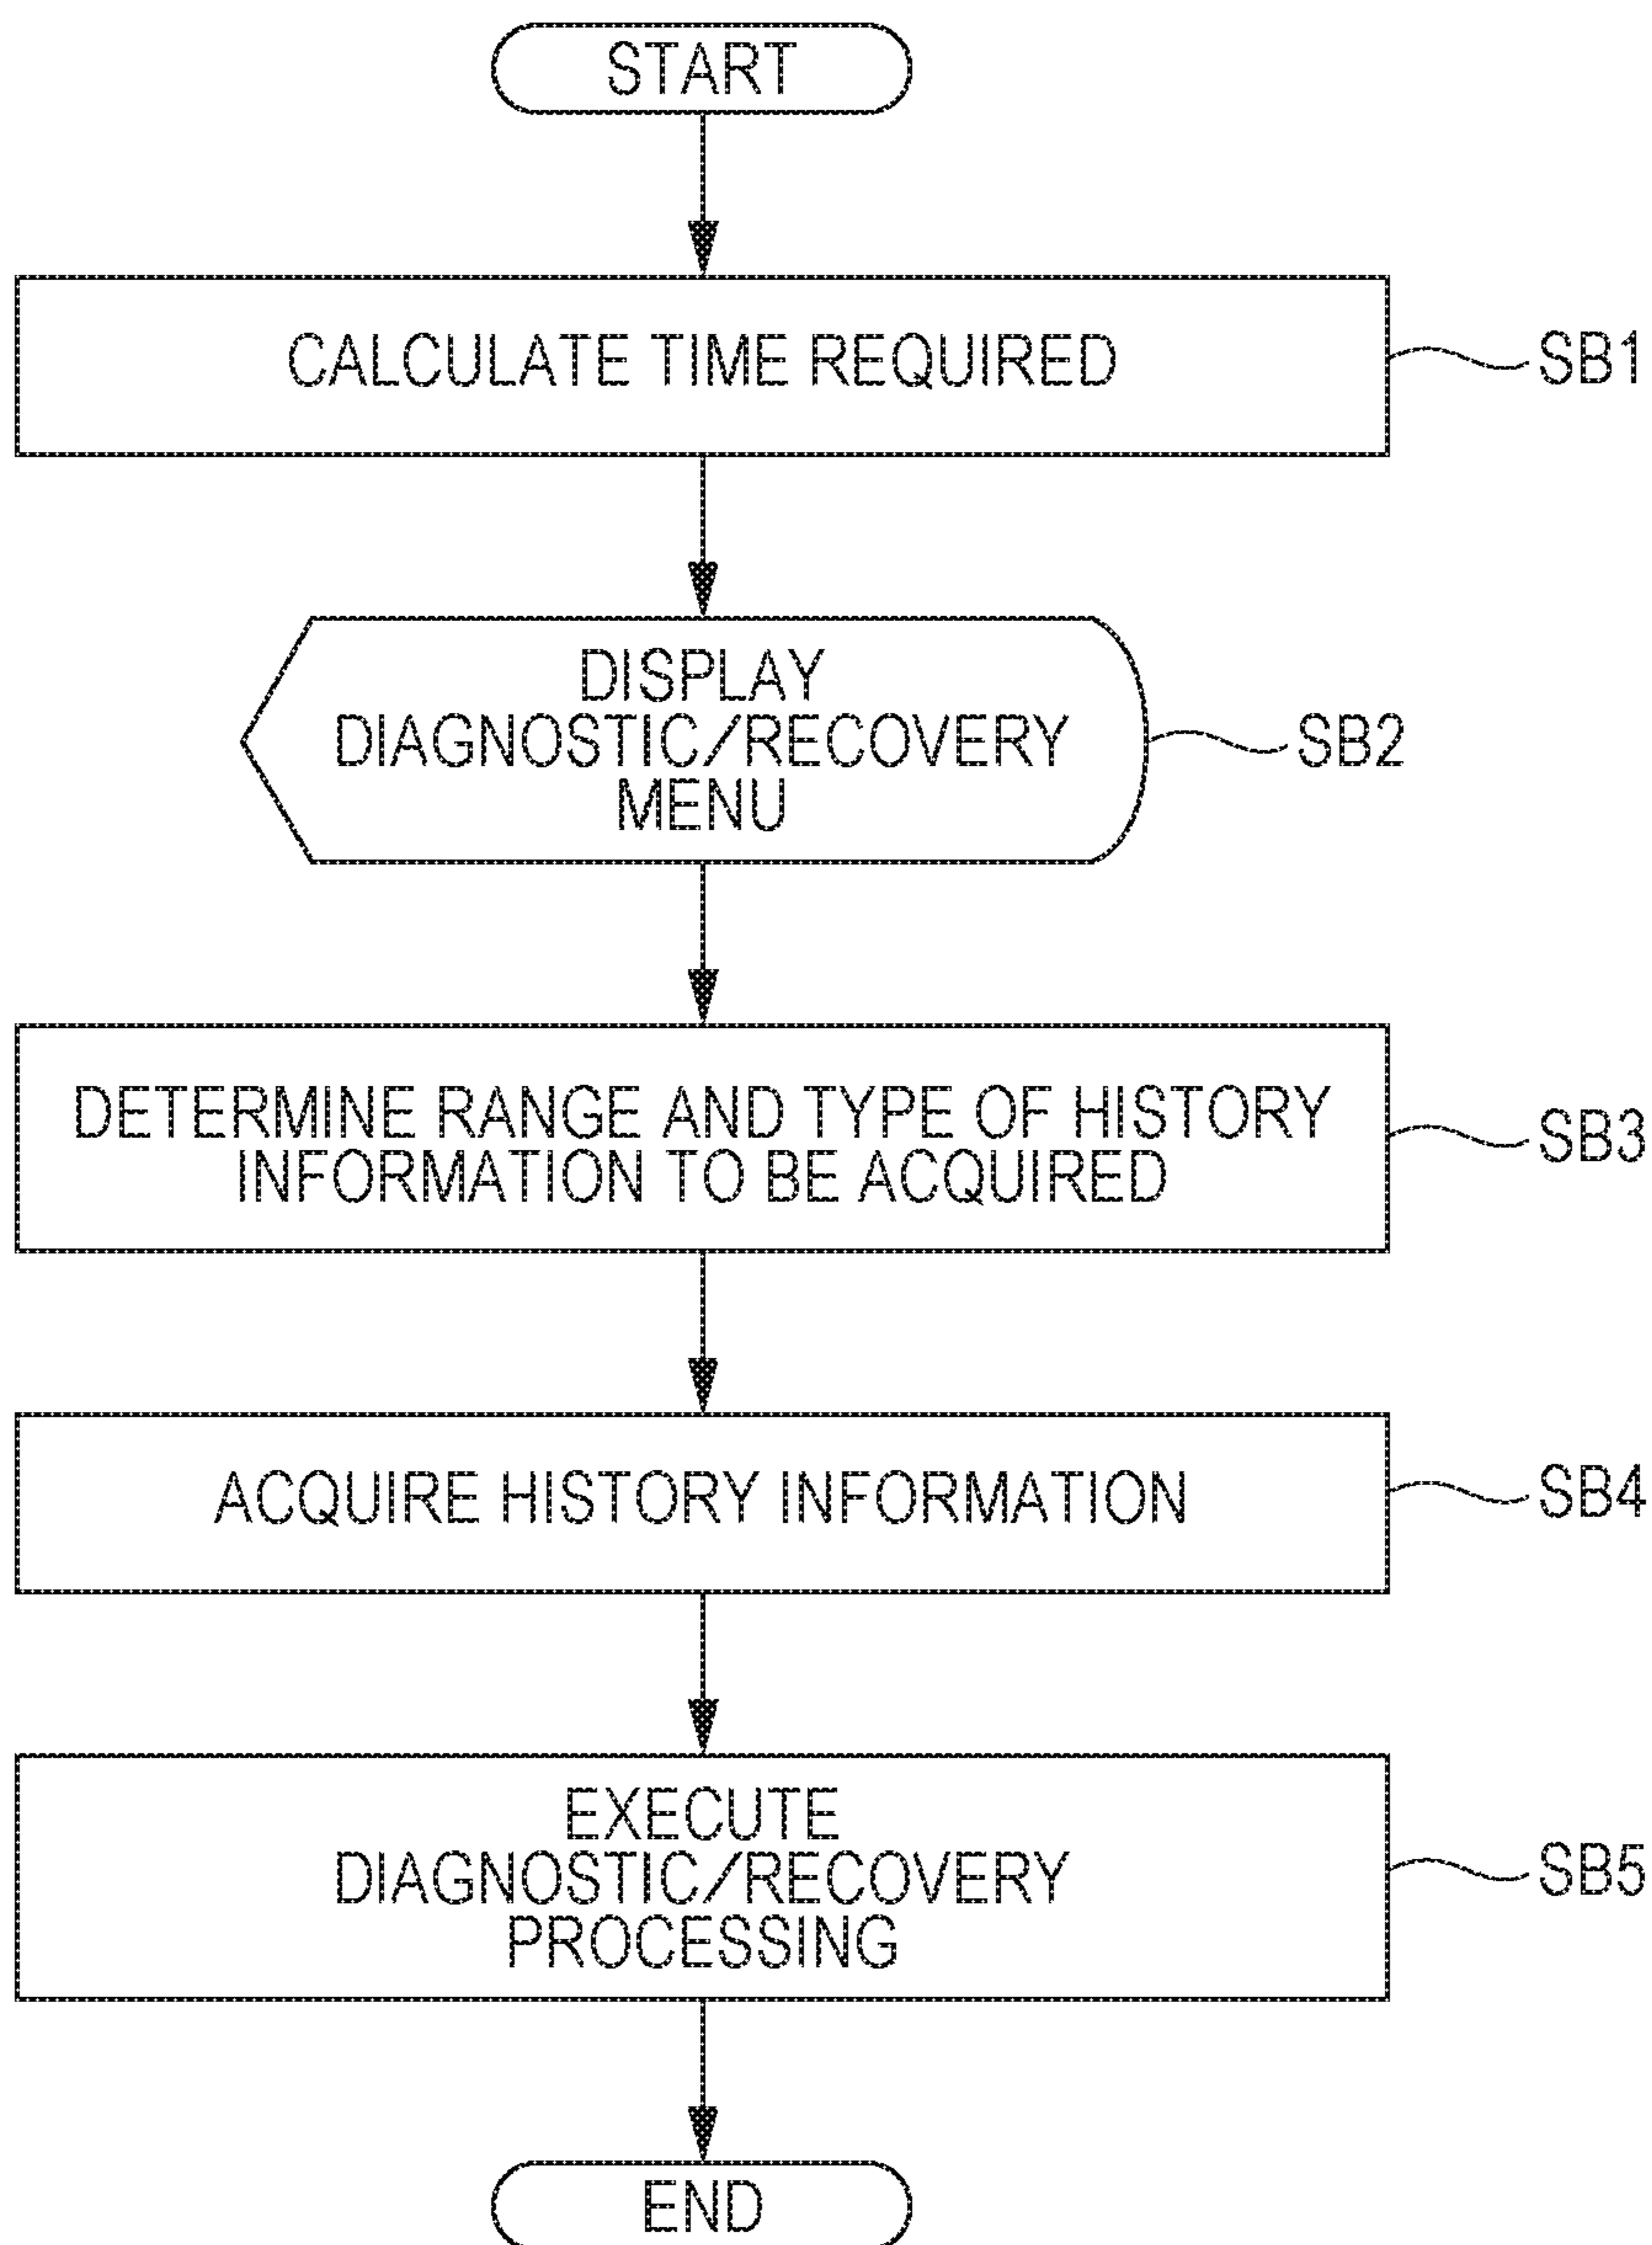 START
CALCULATE TIME REQUIRED
SB1
DISPLAY
DIAGNOSTIC/RECOVERY
MENU
SB2
DETERMINE RANGE AND TYPE OF HISTORY
INFORMATION TO BE ACQUIRED
SB3
ACQUIRE HISTORY INFORMATION
SB4
EXECUTE
DIAGNOSTIC/RECOVERY
PROCESSING
SB5
END